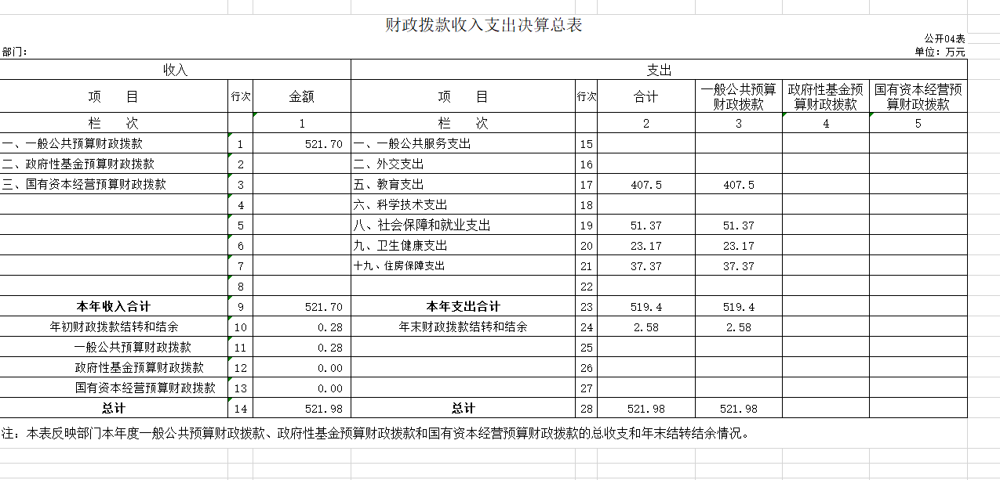 财政拨款收入支出决算总表
公开04表
部门： 单位：万元
收入 支出
项 目 行次 金额 项 目 行次 合计 一般公共预算财政拨款 政府性基金预算财政拨款 国有资本经营预算财政拨款
栏 次 1 栏 次 2 3 4 5
一、一般公共预算财政拨款 1 521.70 一、一般公共服务支出 15
二、政府性基金预算财政拨款 2 二、外交支出 16
三、国有资本经营预算财政拨款 3 五、教育支出 17 407.5 407.5
4 六、科学技术支出 18
5 八、社会保障和就业支出 19 51.37 51.37
6 九、卫生健康支出 20 23.17 23.17
7 十九、住房保障支出 21 37.37 37.37
8 22
本年收入合计 9 521.70 本年支出合计 23 519.4 519.4
年初财政拨款结转和结余 10 0.28 年末财政拨款结转和结余 24 2.58 2.58
一般公共预算财政拨款 11 0.28 25
政府性基金预算财政拨款 12 0.00 26
国有资本经营预算财政拨款 13 0.00 27
总计 14 521.98 总计 28 521.98 521.98
注：本表反映部门本年度一般公共预算财政拨款、政府性基金预算财政拨款和国有资本经营预算财政拨款的总收支和年末结转结余情况。